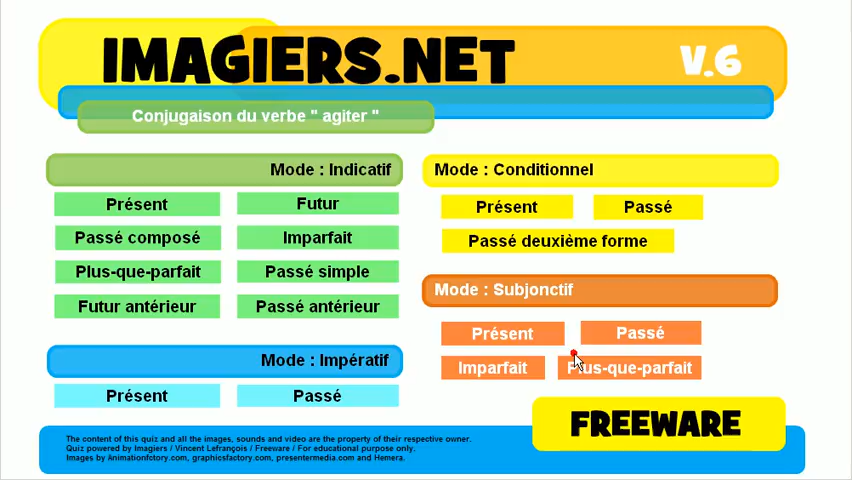 IMAGIERS.NET
V.6
Conjugaison du verbe " agiter "
Mode : Indicatif
Présent
Futur
Passé composé
Imparfait
Plus-que-parfait
Passé simple
Futur antérieur
Passé antérieur
Mode : Impératif
Présent
Passé
Mode : Conditionnel
Présent
Passé
Passé deuxième forme
Mode : Subjonctif
Présent
Passé
Imparfait
Plus-que-parfait
FREEWARE
The content of this quiz and all the images, sounds and video are the property of their respective owner.
Quiz powered by Imagiers / Vincent Lefrançois / Freeware / For educational purpose only.
Images by Animationfctory.com, graphicsfactory.com, presentermedia.com and Hemera.